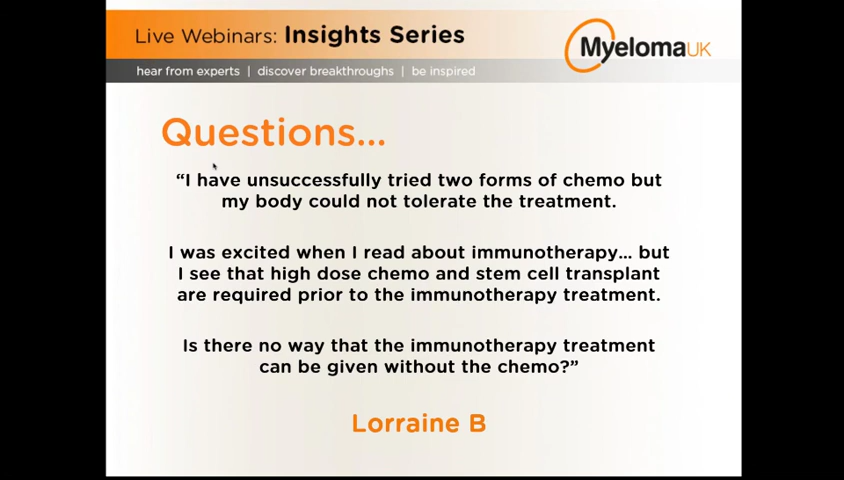 Live Webinars: Insights Series
MyelomaUK
hear from experts | discover breakthroughs | be inspired
Questions...
“I have unsuccessfully tried two forms of chemo but
my body could not tolerate the treatment.
I was excited when I read about immunotherapy... but
I see that high dose chemo and stem cell transplant
are required prior to the immunotherapy treatment.
Is there no way that the immunotherapy treatment
can be given without the chemo?”
Lorraine B